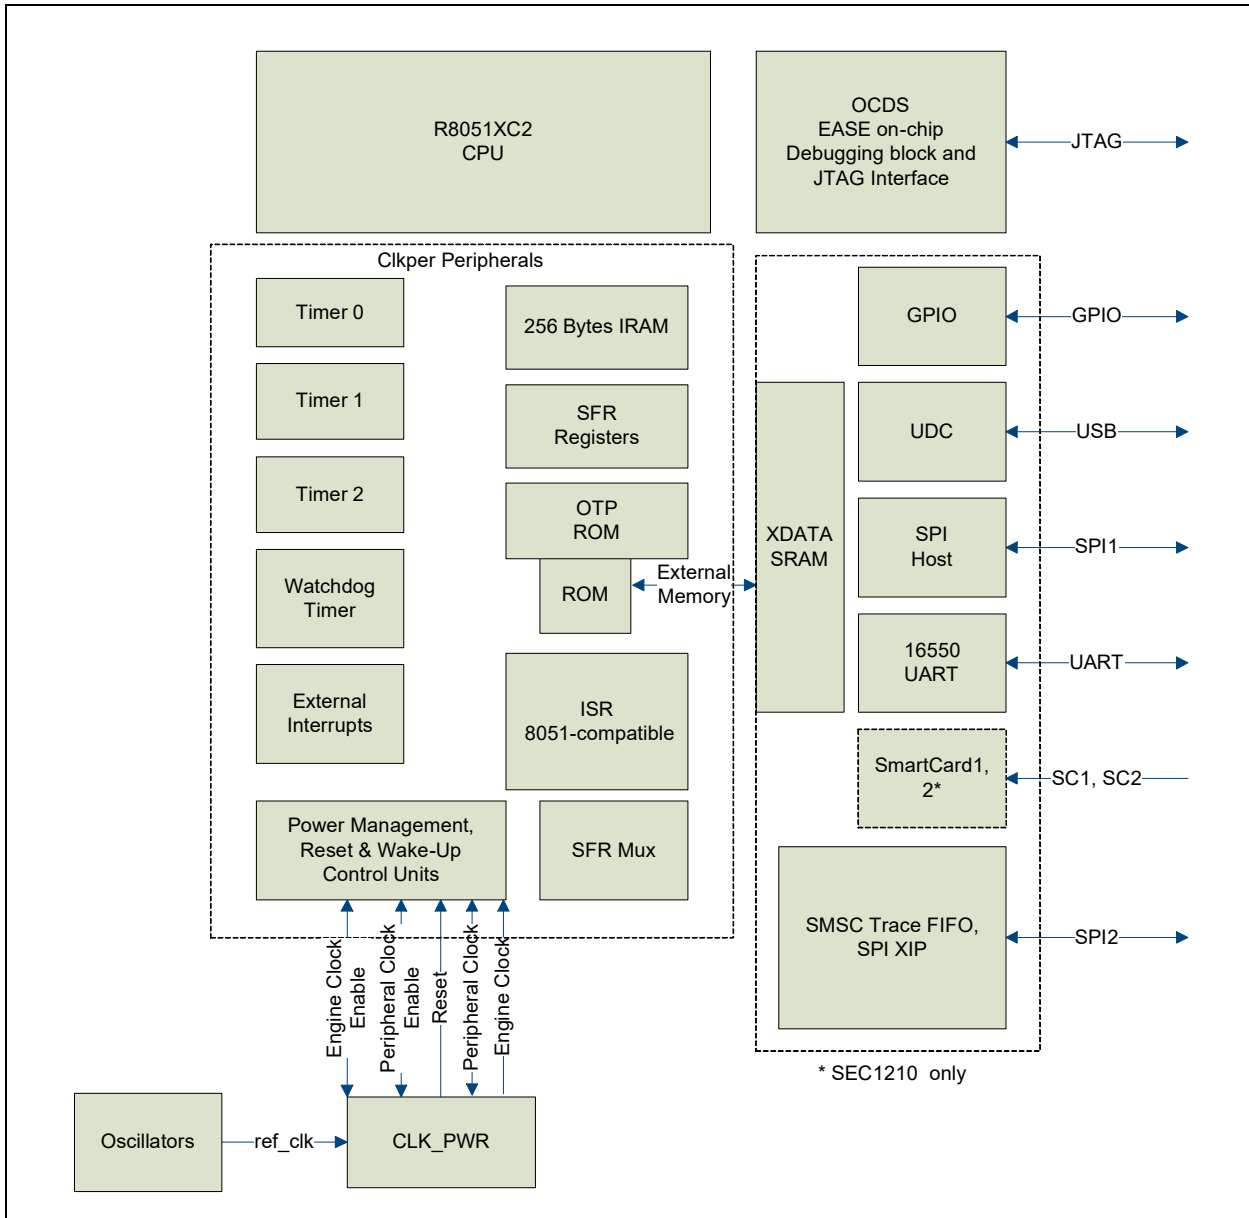 R8051XC2
CPU
OCDS
EASE on-chip
Debugging block and
JTAG Interface
JTAG
Clkper Peripherals
Timer 0
Timer 1
Timer 2
Watchdog
Timer
External
Interrupts
Power Management,
Reset & Wake-Up
Control Units
256 Bytes IRAM
SFR
Registers
OTP
ROM
ROM
External
Memory
ISR
8051-compatible
SFR Mux
XDATA
SRAM
GPIO
GPIO
UDC
USB
SPI
Host
SPI1
16550
UART
UART
SmartCard1,
2*
SC1, SC2
SMSC Trace FIFO,
SPI XIP
SPI2
* SEC1210 only
Engine Clock
Enable
Peripheral Clock
Enable
Reset
Peripheral Clock
Engine Clock
Oscillators
ref_clk
CLK_PWR